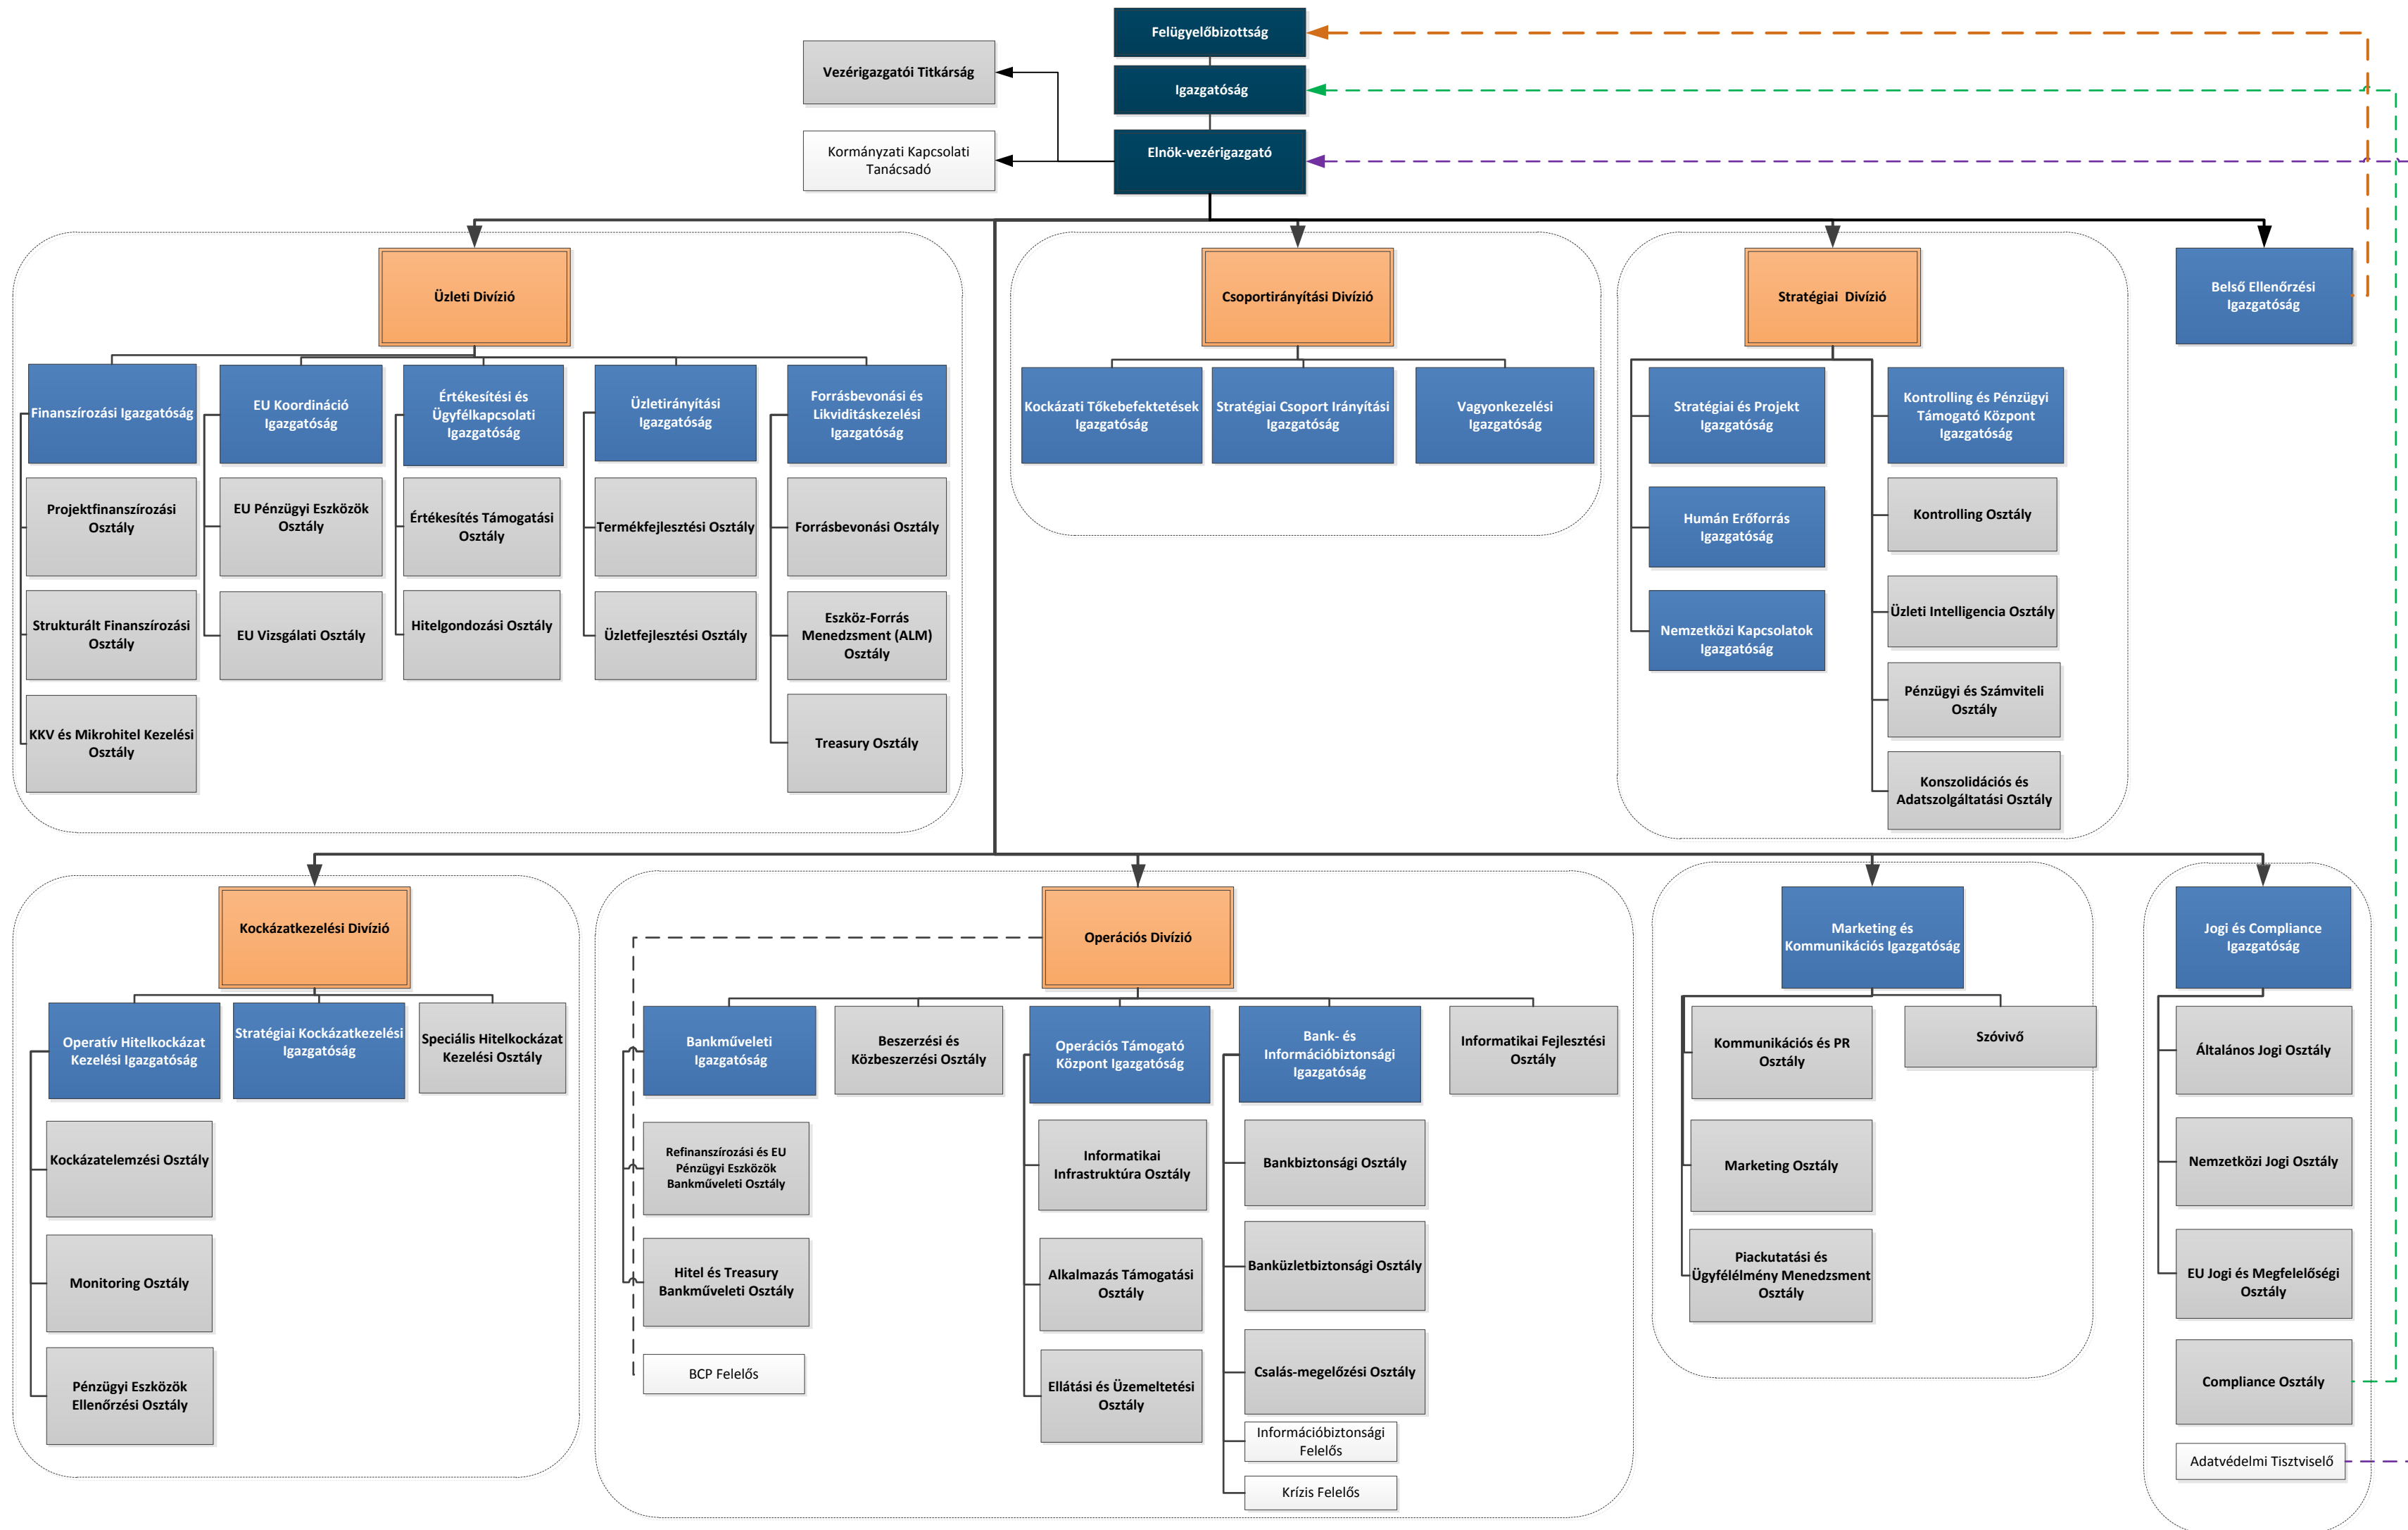 Felügyelőbizottság
Vezérigazgatói Titkárság
Igazgatóság
Kormányzati Kapcsolati
Tanácsadó
Elnök-vezérigazgató
Üzleti Divízió
Finanszírozási Igazgatóság
Projektfinanszírozási
Osztály
Strukturált Finanszírozási
Osztály
KKV és Mikrohitel Kezelési
Osztály
EU Koordináció
Igazgatóság
EU Pénzügyi Eszközök
Osztály
EU Vizsgálati Osztály
Értékesítési és
Ügyfélkapcsolati
Igazgatóság
Értékesítés Támogatási
Osztály
Hitelgondozási Osztály
Üzletirányítási
Igazgatóság
Termékfejlesztési Osztály
Üzletfejlesztési Osztály
Forrásbevonási és
Likviditáskezelési
Igazgatóság
Forrásbevonási Osztály
Eszköz-Forrás
Menedzsment (ALM)
Osztály
Treasury Osztály
Csoportirányítási Divízió
Kockázati Tőkebefektetések
Igazgatóság
Stratégiai Csoport Irányítási
Igazgatóság
Vagyonkezelési
Igazgatóság
Stratégiai  Divízió
Stratégiai és Projekt
Igazgatóság
Humán Erőforrás
Igazgatóság
Nemzetközi Kapcsolatok
Igazgatóság
Kontrolling és Pénzügyi
Támogató Központ
Igazgatóság
Kontrolling Osztály
Üzleti Intelligencia Osztály
Pénzügyi és Számviteli
Osztály
Konszolidációs és
Adatszolgáltatási Osztály
Belső Ellenőrzési
Igazgatóság
Kockázatkezelési Divízió
Operatív Hitelkockázat
Kezelési Igazgatóság
Kockázatelemzési Osztály
Monitoring Osztály
Pénzügyi Eszközök
Ellenőrzési Osztály
Stratégiai Kockázatkezelési
Igazgatóság
Speciális Hitelkockázat
Kezelési Osztály
Operációs Divízió
Bankműveleti
Igazgatóság
Refinanszírozási és EU
Pénzügyi Eszközök
Bankműveleti Osztály
Hitel és Treasury
Bankműveleti Osztály
BCP Felelős
Beszerzési és
Közbeszerzési Osztály
Operációs Támogató
Központ Igazgatóság
Informatikai
Infrastruktúra Osztály
Alkalmazás Támogatási
Osztály
Ellátási és Üzemeltetési
Osztály
Bank- és
Információbiztonsági
Igazgatóság
Bankbiztonsági Osztály
Banküzletbiztonsági Osztály
Csalás-megelőzési Osztály
Információbiztonsági
Felelős
Krízis Felelős
Informatikai Fejlesztési
Osztály
Marketing és
Kommunikációs Igazgatóság
Kommunikációs és PR
Osztály
Marketing Osztály
Piackutatási és
Ügyfélélmény Menedzsment
Osztály
Szóvivő
Jogi és Compliance
Igazgatóság
Általános Jogi Osztály
Nemzetközi Jogi Osztály
EU Jogi és Megfelelőségi
Osztály
Compliance Osztály
Adatvédelmi Tisztviselő